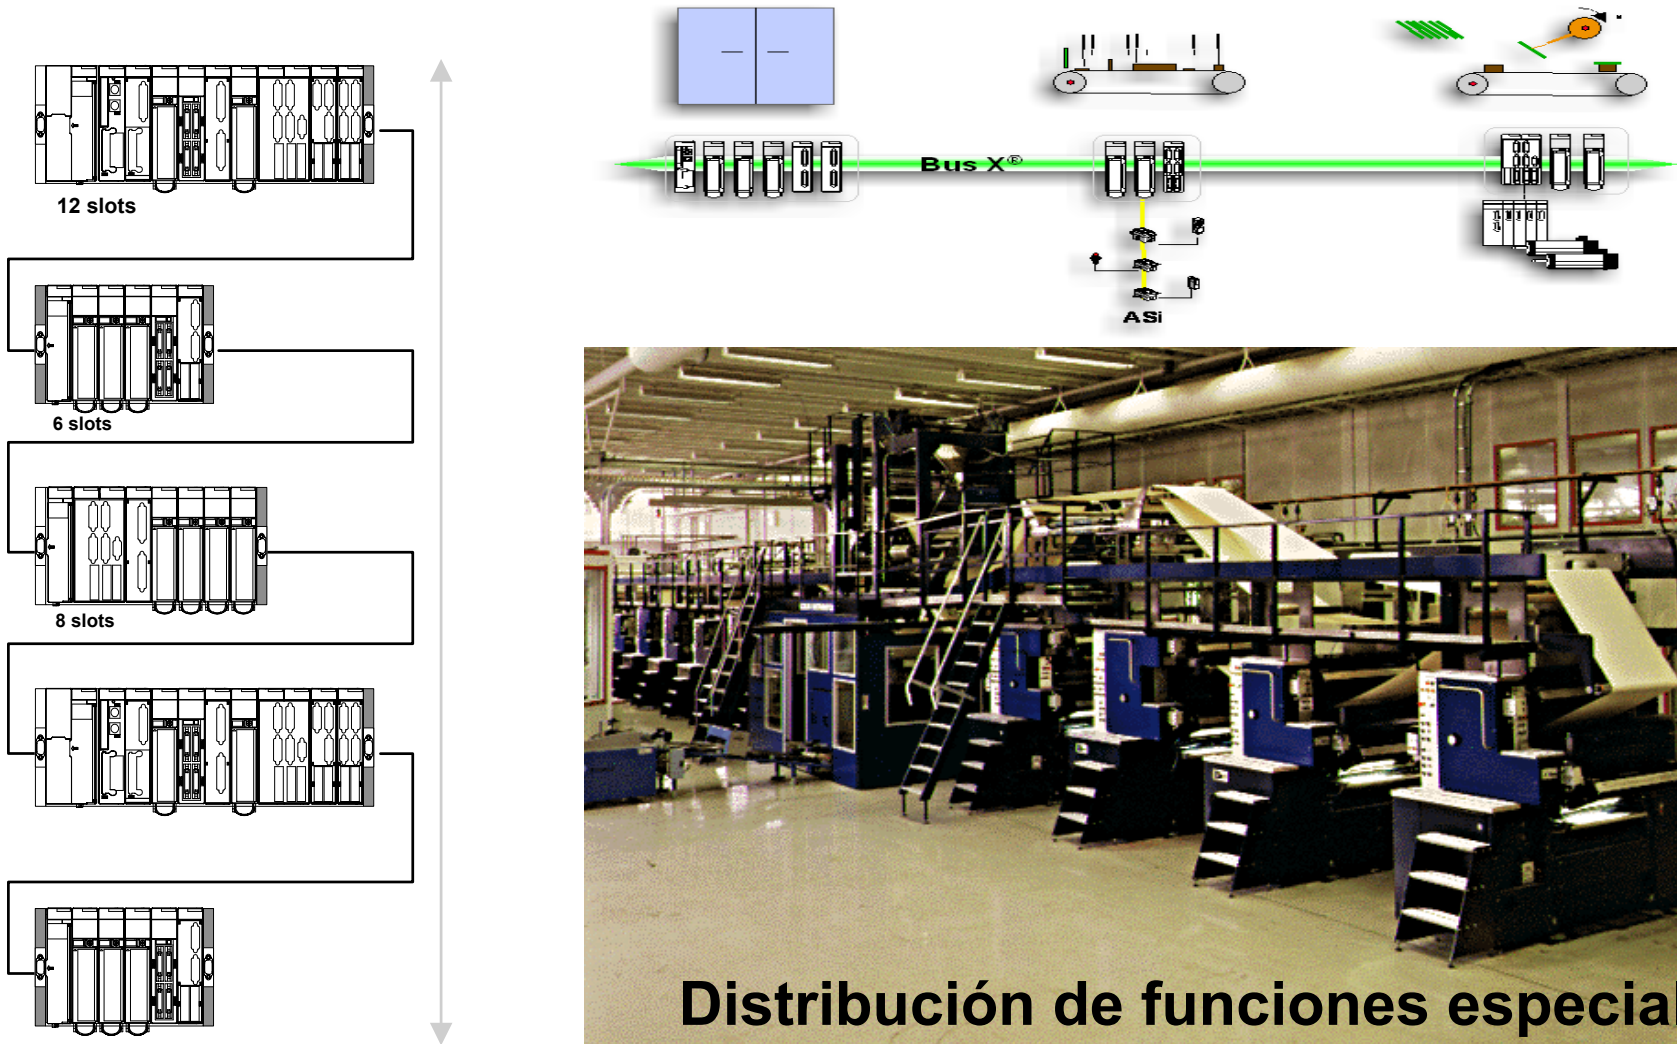 12 slots
6 slots
8 slots
Bus X®
ASi
Distribución de funciones especial